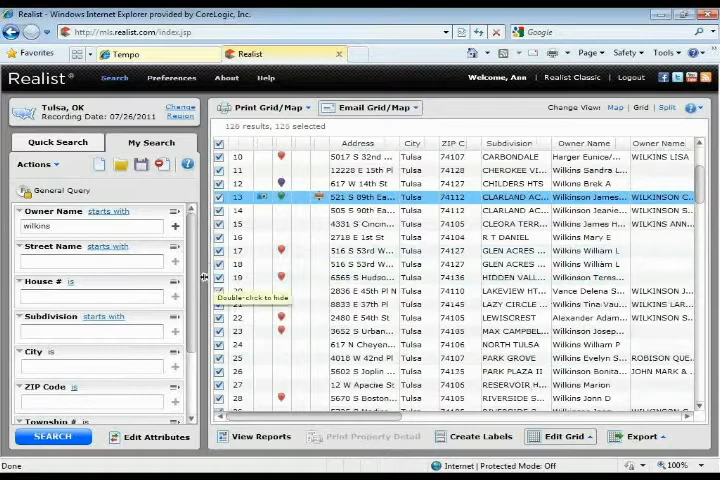 Realist - Windows Internet Explorer provided by CoreLogic, Inc.
http://mls.realist.com/index.jsp
Google
Favorites
Tempo
Realist
Page
Safety
Tools
Realist
Search
Preferences
About
Help
Welcome, Ann
Realist Classic
Logout
Tulsa, OK
Recording Date: 07/26/2011
Change Region
Print Grid/Map
Email Grid/Map
Change View: Map Grid Split
126 results, 126 selected
Quick Search
My Search
Actions
General Query
Owner Name starts with
wilkins
Street Name starts with
House # is
Subdivision starts with
City is
ZIP Code is
Township # is
SEARCH
Edit Attributes
Address City ZIP C Subdivision Owner Name Owner Name
10 5017 S 32nd ... Tulsa 74107 CARBONDALE Harger Eunice/... WILKINS LISA
11 12228 E 15th Pl Tulsa 74128 CHEROKEE VI... Wilkins Sandra L...
12 617 W 14th St Tulsa 74127 CHILDERS HTS Wilkins Brek A
13 521 S 89th Ea... Tulsa 74112 CLARLAND AC... Wilkinson James... WILKINSON C...
14 505 S 90th Ea... Tulsa 74112 CLARLAND AC... Wilkinson Jeanie... WILKINSON S...
15 4331 S Cincin... Tulsa 74105 CLEORA TERR... Wilkins James H... WILKINS ANN...
16 2718 E 1st St Tulsa 74104 R T DANIEL Wilkins Mary E
17 516 S 53rd W... Tulsa 74127 GLEN ACRES ... Wilkins William L
18 516 S 53rd W... Tulsa 74127 GLEN ACRES ... Wilkins William L
19 6565 S Hudso... Tulsa 74136 HIDDEN VALL... Wilkinson Terns...
2836 E 45th Pl N Tulsa 74110 LAKEVIEW HT... Vance Delena S... WILKINSON J...
Double-click to hide
8833 E 37th Pl Tulsa 74145 LAZY CIRCLE ... Wilkins Tina Vau... WILKINS LAR...
22 2480 E 54th St Tulsa 74105 LEWISCREST Alexander Adam... WILKINSON S...
23 3652 S Urban... Tulsa MAX CAMPBEL... Wilkinson Josep...
24 617 N Cheyen... Tulsa 74106 NORTH TULSA Wilkins William P
25 4018 W 42nd Pl Tulsa 74107 PARK GROVE Wilkins Evelyn S... ROBISON QUE...
26 5602 S Joplin ... Tulsa PARK PLAZA II Wilkinson Bonita... JOHN MARK & ...
27 12 W Apache St Tulsa 74106 RESERVOIR H... Wilkins Marion
28 5670 S Boston... Tulsa 74105 RIVERSIDE S... Wilkins Jonn D
View Reports
Print Property Detail
Create Labels
Edit Grid
Export
Done
Internet | Protected Mode: Off
100%